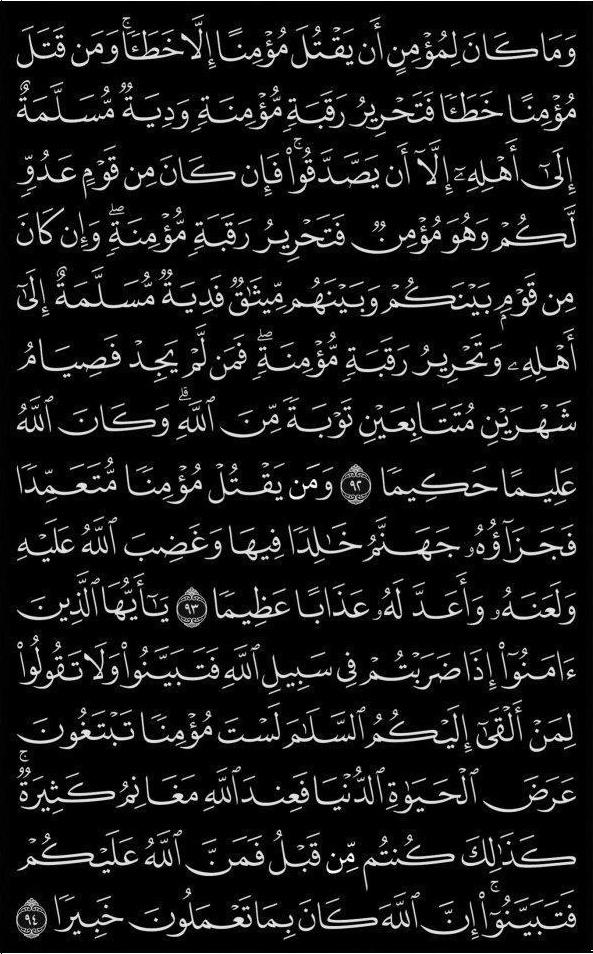 وَمَا كَانَ لِمُؤْمِنٍ أَن يَقْتُلَ مُؤْمِنًا إِلَّا خَطَـًٔا ۚ وَمَن قَتَلَ
مُؤْمِنًا خَطَـًٔا فَتَحْرِيرُ رَقَبَةٍ مُّؤْمِنَةٍ وَدِيَةٌ مُّسَلَّمَةٌ
إِلَىٰٓ أَهْلِهِۦٓ إِلَّآ أَن يَصَّدَّقُوا۟ ۚ فَإِن كَانَ مِن قَوْمٍ عَدُوٍّ
لَّكُمْ وَهُوَ مُؤْمِنٌ فَتَحْرِيرُ رَقَبَةٍ مُّؤْمِنَةٍ ۖ وَإِن كَانَ
مِن قَوْمٍۭ بَيْنَكُمْ وَبَيْنَهُم مِّيثَـٰقٌ فَدِيَةٌ مُّسَلَّمَةٌ إِلَىٰٓ
أَهْلِهِۦ وَتَحْرِيرُ رَقَبَةٍ مُّؤْمِنَةٍ ۖ فَمَن لَّمْ يَجِدْ فَصِيَامُ
شَهْرَيْنِ مُتَتَابِعَيْنِ تَوْبَةً مِّنَ ٱللَّهِ ۗ وَكَانَ ٱللَّهُ
عَلِيمًا حَكِيمًا ٩٢ وَمَن يَقْتُلْ مُؤْمِنًا مُّتَعَمِّدًا
فَجَزَآؤُهُۥ جَهَنَّمُ خَـٰلِدًا فِيهَا وَغَضِبَ ٱللَّهُ عَلَيْهِ
وَلَعَنَهُۥ وَأَعَدَّ لَهُۥ عَذَابًا عَظِيمًا ٩٣ يَـٰٓأَيُّهَا ٱلَّذِينَ
ءَامَنُوٓا۟ إِذَا ضَرَبْتُمْ فِى سَبِيلِ ٱللَّهِ فَتَبَيَّنُوا۟ وَلَا تَقُولُوا۟
لِمَنْ أَلْقَىٰٓ إِلَيْكُمُ ٱلسَّلَـٰمَ لَسْتَ مُؤْمِنًا تَبْتَغُونَ
عَرَضَ ٱلْحَيَوٰةِ ٱلدُّنْيَا فَعِندَ ٱللَّهِ مَغَانِمُ كَثِيرَةٌ ۚ
كَذَٰلِكَ كُنتُم مِّن قَبْلُ فَمَنَّ ٱللَّهُ عَلَيْكُمْ
فَتَبَيَّنُوٓا۟ ۚ إِنَّ ٱللَّهَ كَانَ بِمَا تَعْمَلُونَ خَبِيرًا ٩٤